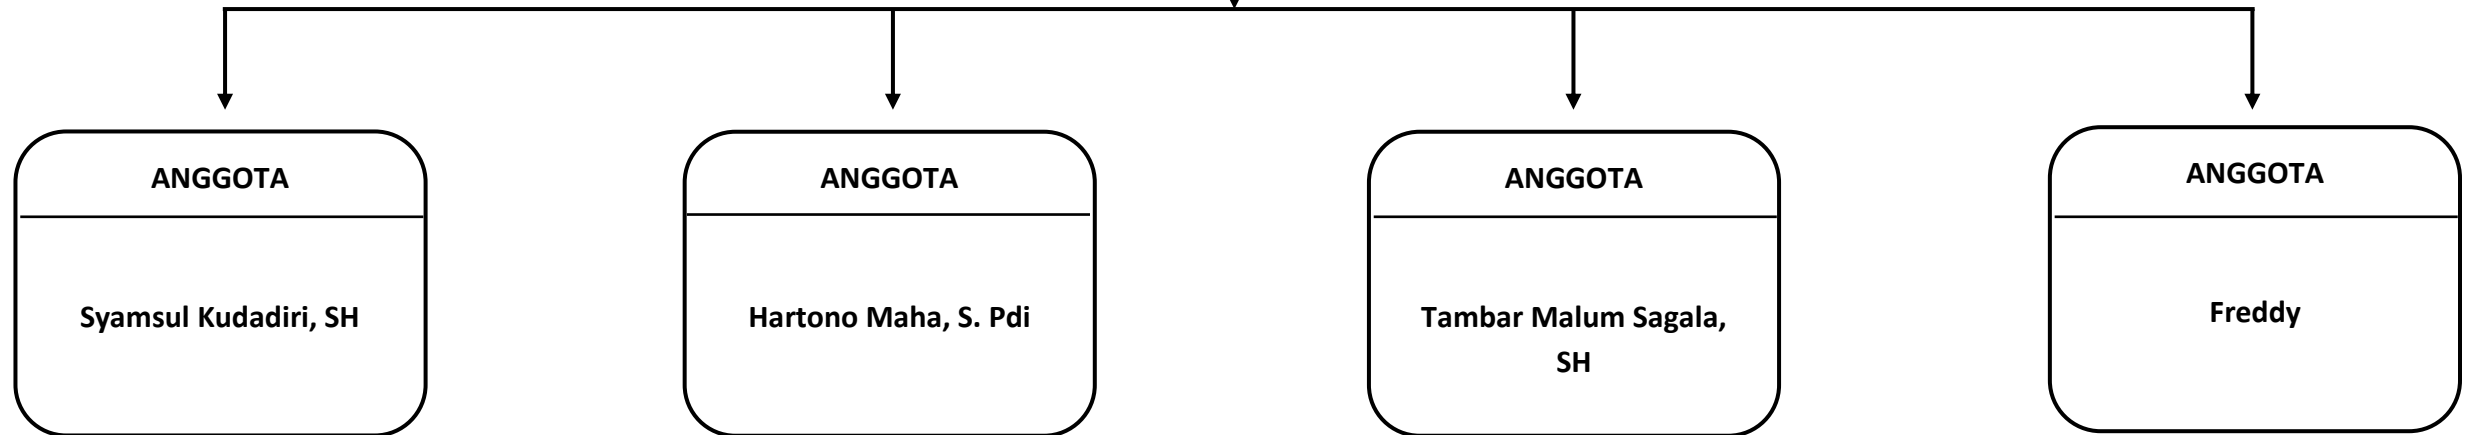 ANGGOTA
Syamsul Kudadiri, SH
ANGGOTA
Hartono Maha, S. Pdi
ANGGOTA
Tambar Malum Sagala,
SH
ANGGOTA
Freddy